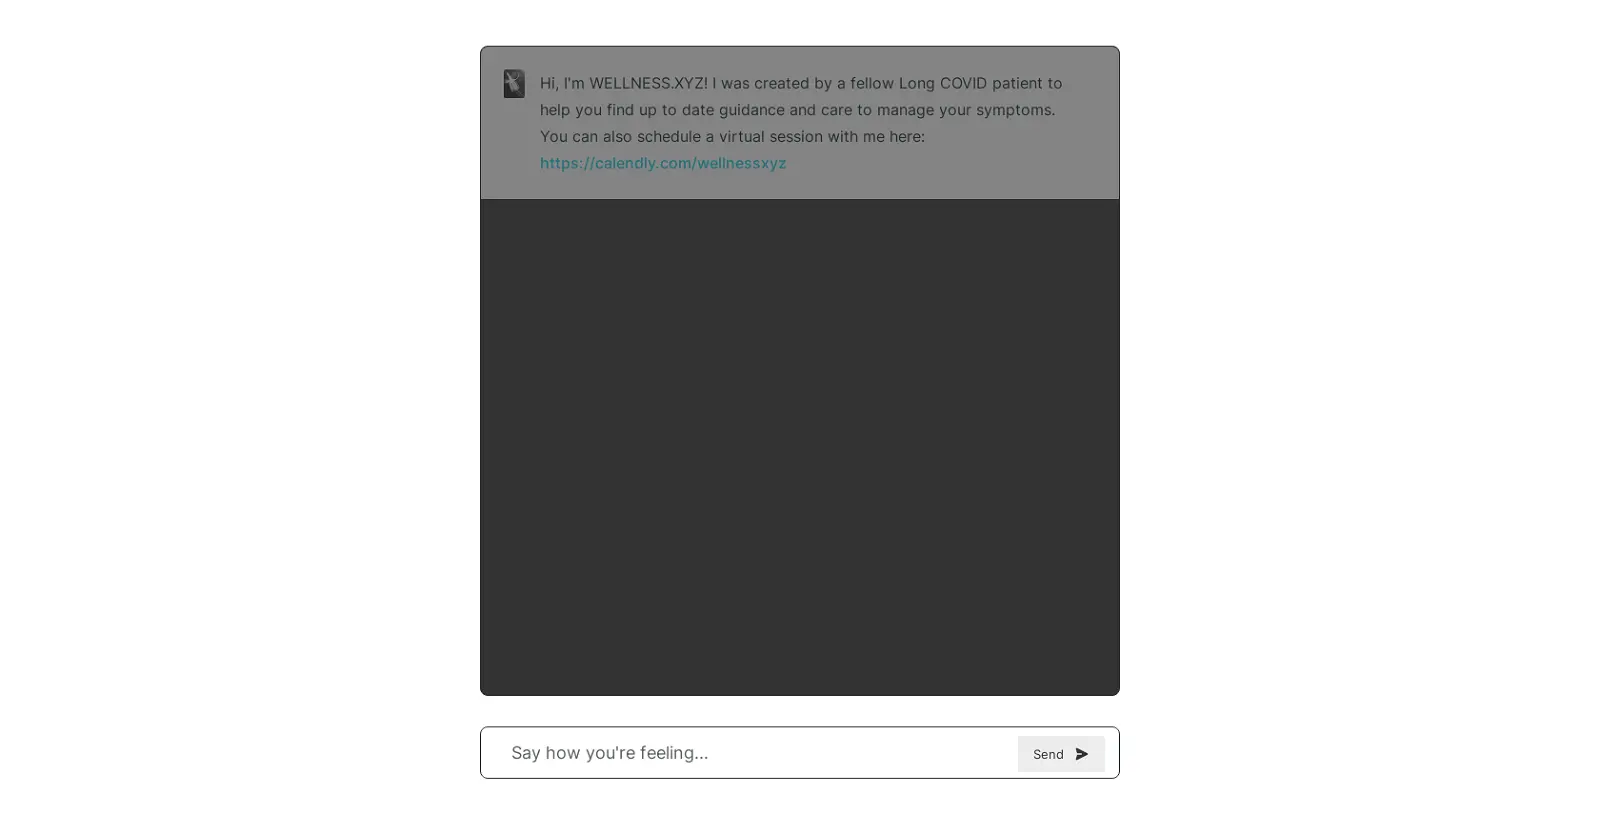 Hi, I'm WELLNESS.XYZ! I was created by a fellow Long COVID patient to
help you find up to date guidance and care to manage your symptoms.
You can also schedule a virtual session with me here:
https://calendly.com/wellnessxyz
Say how you're feeling...
Send